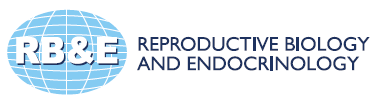 RB&E
REPRODUCTIVE BIOLOGY
AND ENDOCRINOLOGY